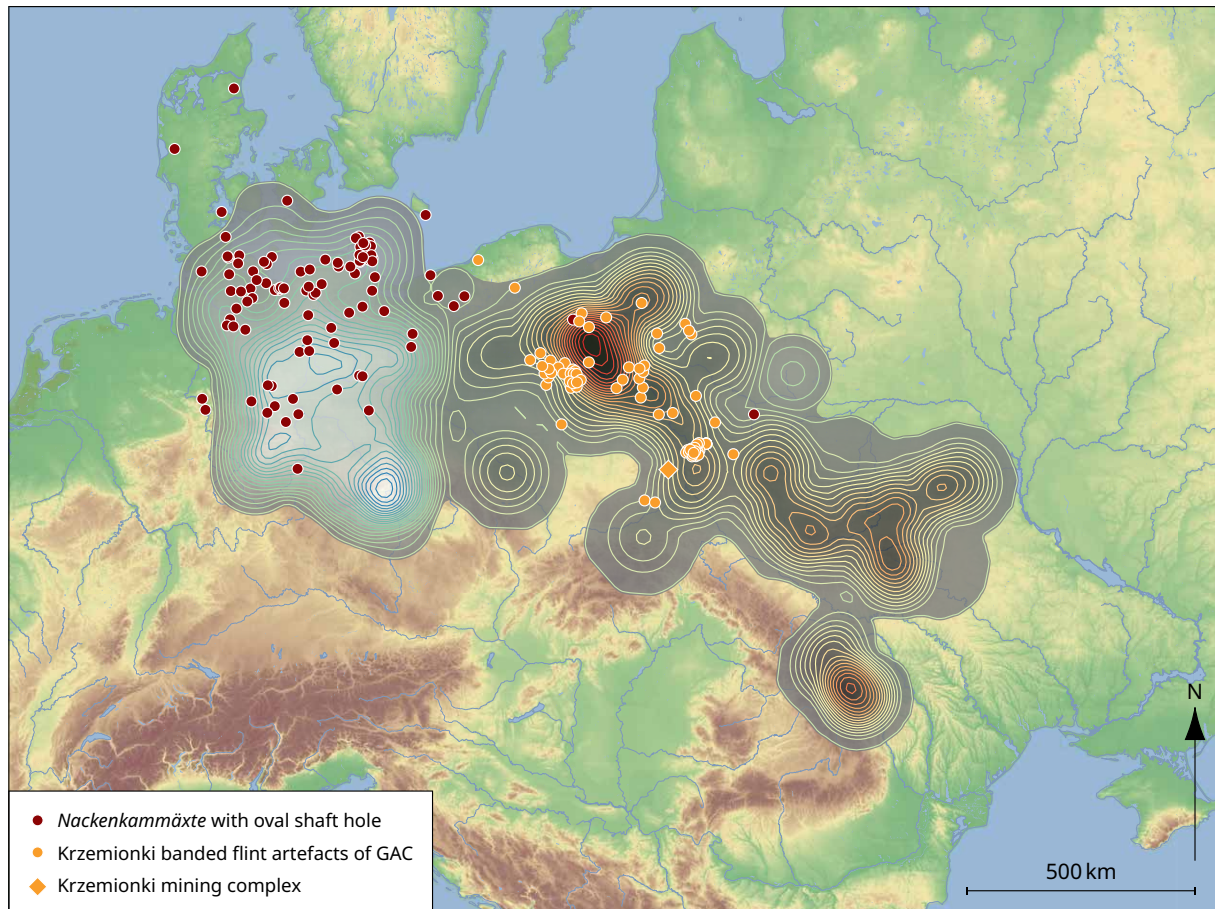 N
500 km
Nackenkammäxte with oval shaft hole
Krzemionki banded flint artefacts of GAC
Krzemionki mining complex